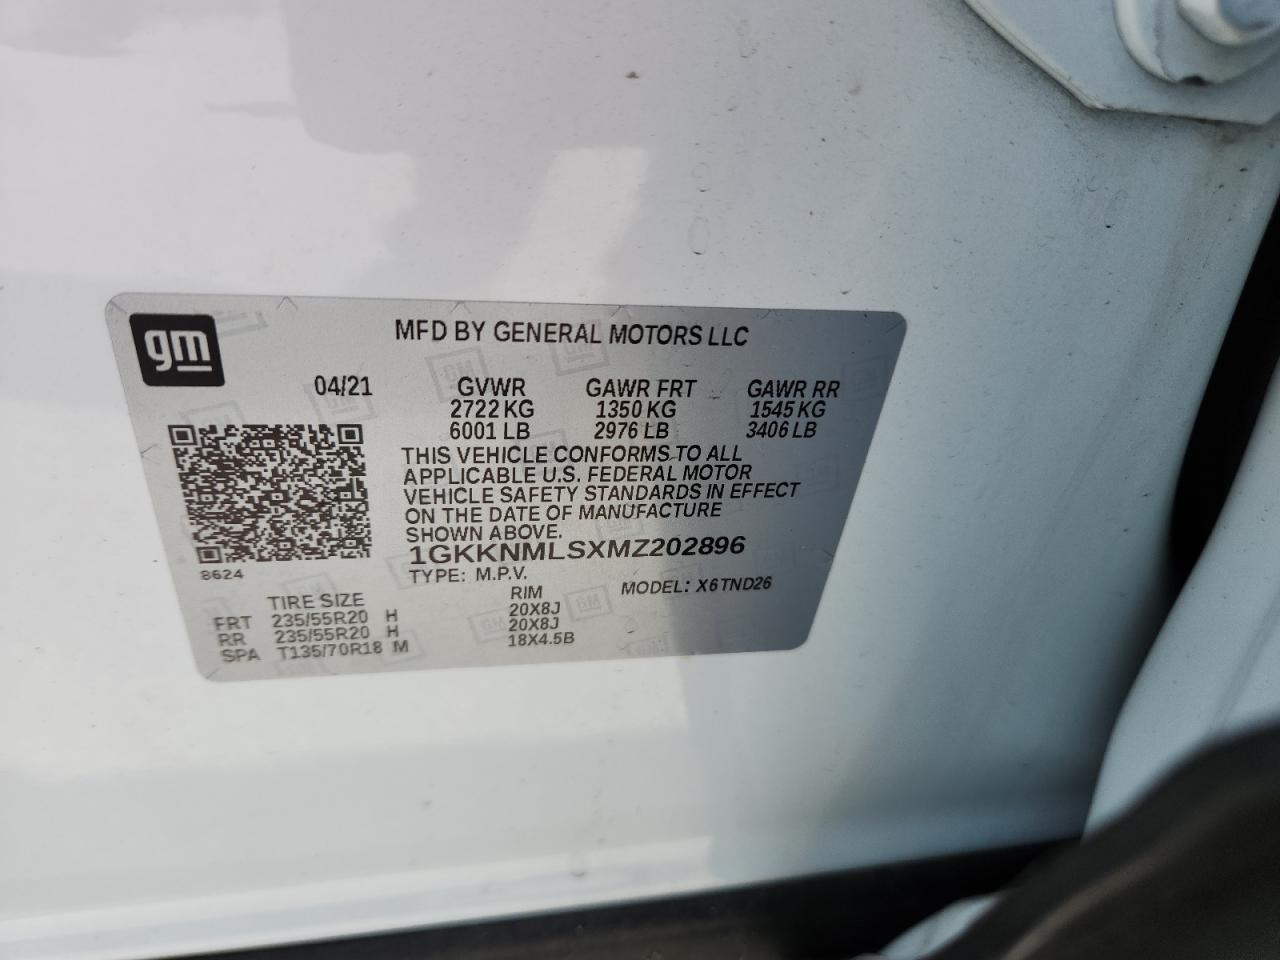 gm
MFD BY GENERAL MOTORS LLC
04/21 GVWR GAWR FRT GAWR RR
2722 KG 1350 KG 1545 KG
6001 LB 2976 LB 3406 LB
THIS VEHICLE CONFORMS TO ALL
APPLICABLE U.S. FEDERAL MOTOR
VEHICLE SAFETY STANDARDS IN EFFECT
ON THE DATE OF MANUFACTURE
SHOWN ABOVE.
1GKKNMLSXMZ202896
8624
TYPE: M.P.V. MODEL: X6TND26
TIRE SIZE RIM
FRT 235/55R20 H 20X8J
RR 235/55R20 H 20X8J
SPA T135/70R18 M 18X4.5B